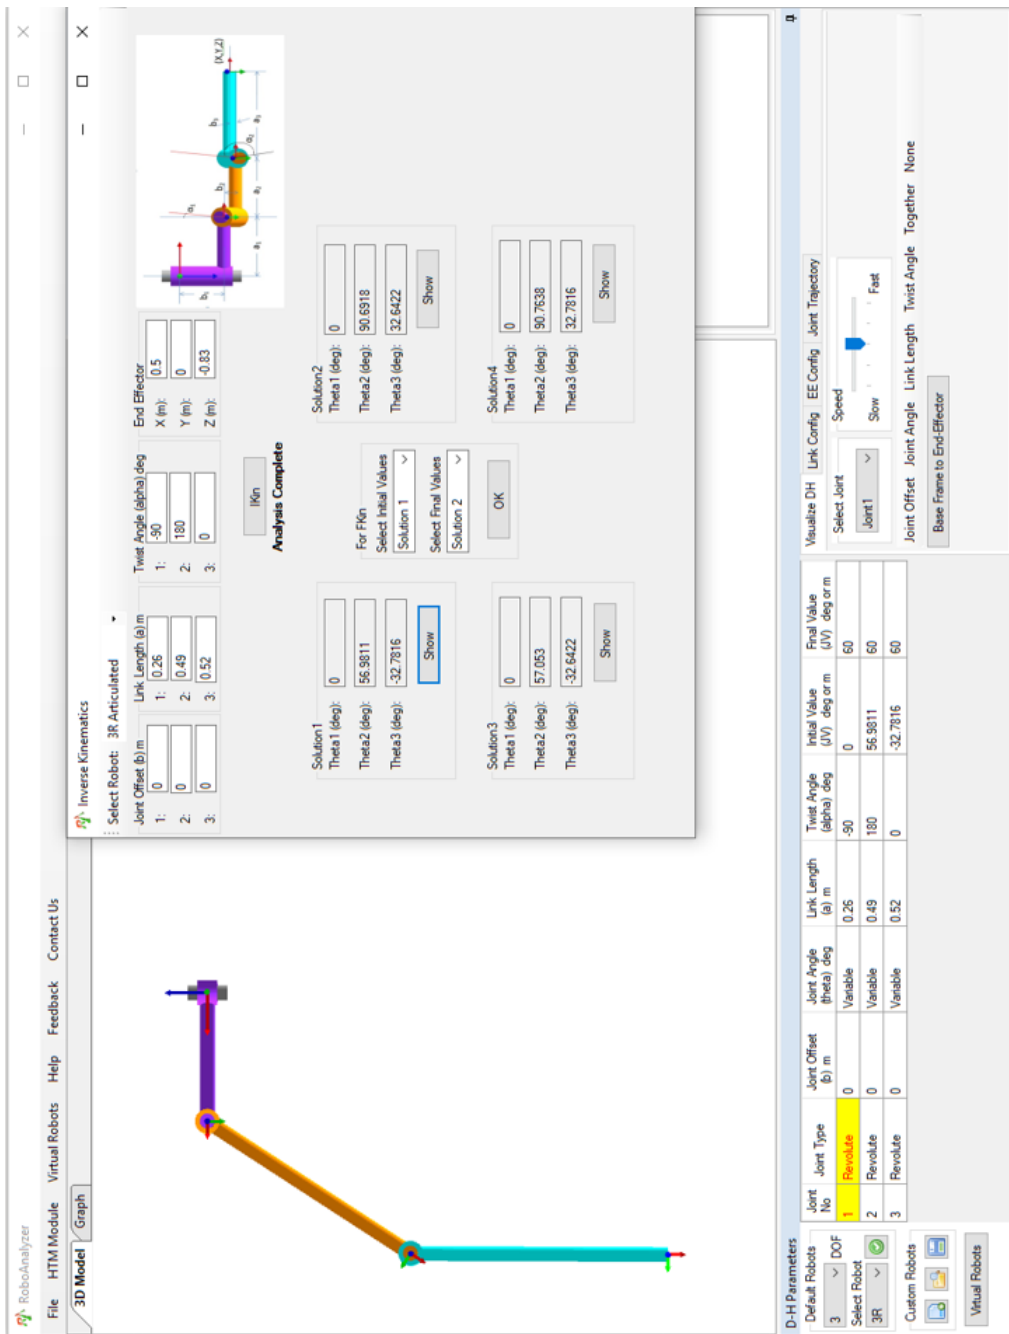 RoboAnalyzer
File HTM Module Virtual Robots Help Feedback Contact Us
3D Model Graph
Inverse Kinematics
Select Robot: 3R Articulated
Joint Offset (b) m Link Length (a) m Twist Angle (alpha) deg End Effector
1: 0 1: 0.26 1: -90 X (m): 0.5
2: 0 2: 0.49 2: 180 Y (m): 0
3: 0 3: 0.52 3: 0 Z (m): -0.83
(X,Y,Z)
b₁ a₁ α₁ b₂ a₂ α₂ b₃ a₃
IKin
Analysis Complete
Solution1
Theta1 (deg): 0
Theta2 (deg): 56.9811
Theta3 (deg): -32.7816
Show
For FKin
Select Initial Values
Solution 1
Select Final Values
Solution 2
OK
Solution2
Theta1 (deg): 0
Theta2 (deg): 90.6918
Theta3 (deg): 32.6422
Show
Solution3
Theta1 (deg): 0
Theta2 (deg): 57.053
Theta3 (deg): -32.6422
Show
Solution4
Theta1 (deg): 0
Theta2 (deg): 90.7638
Theta3 (deg): 32.7816
Show
D-H Parameters
Default Robots
3 DOF
Select Robot
3R
Custom Robots
Virtual Robots
Joint No Joint Type Joint Offset (b) m Joint Angle (theta) deg Link Length (a) m Twist Angle (alpha) deg Initial Value (JV) deg or m Final Value (JV) deg or m
1 Revolute 0 Variable 0.26 -90 0 60
2 Revolute 0 Variable 0.49 180 56.9811 60
3 Revolute 0 Variable 0.52 0 -32.7816 60
Visualize DH Link Config EE Config Joint Trajectory
Select Joint
Joint1
Speed
Slow Fast
Joint Offset Joint Angle Link Length Twist Angle Together None
Base Frame to End-Effector